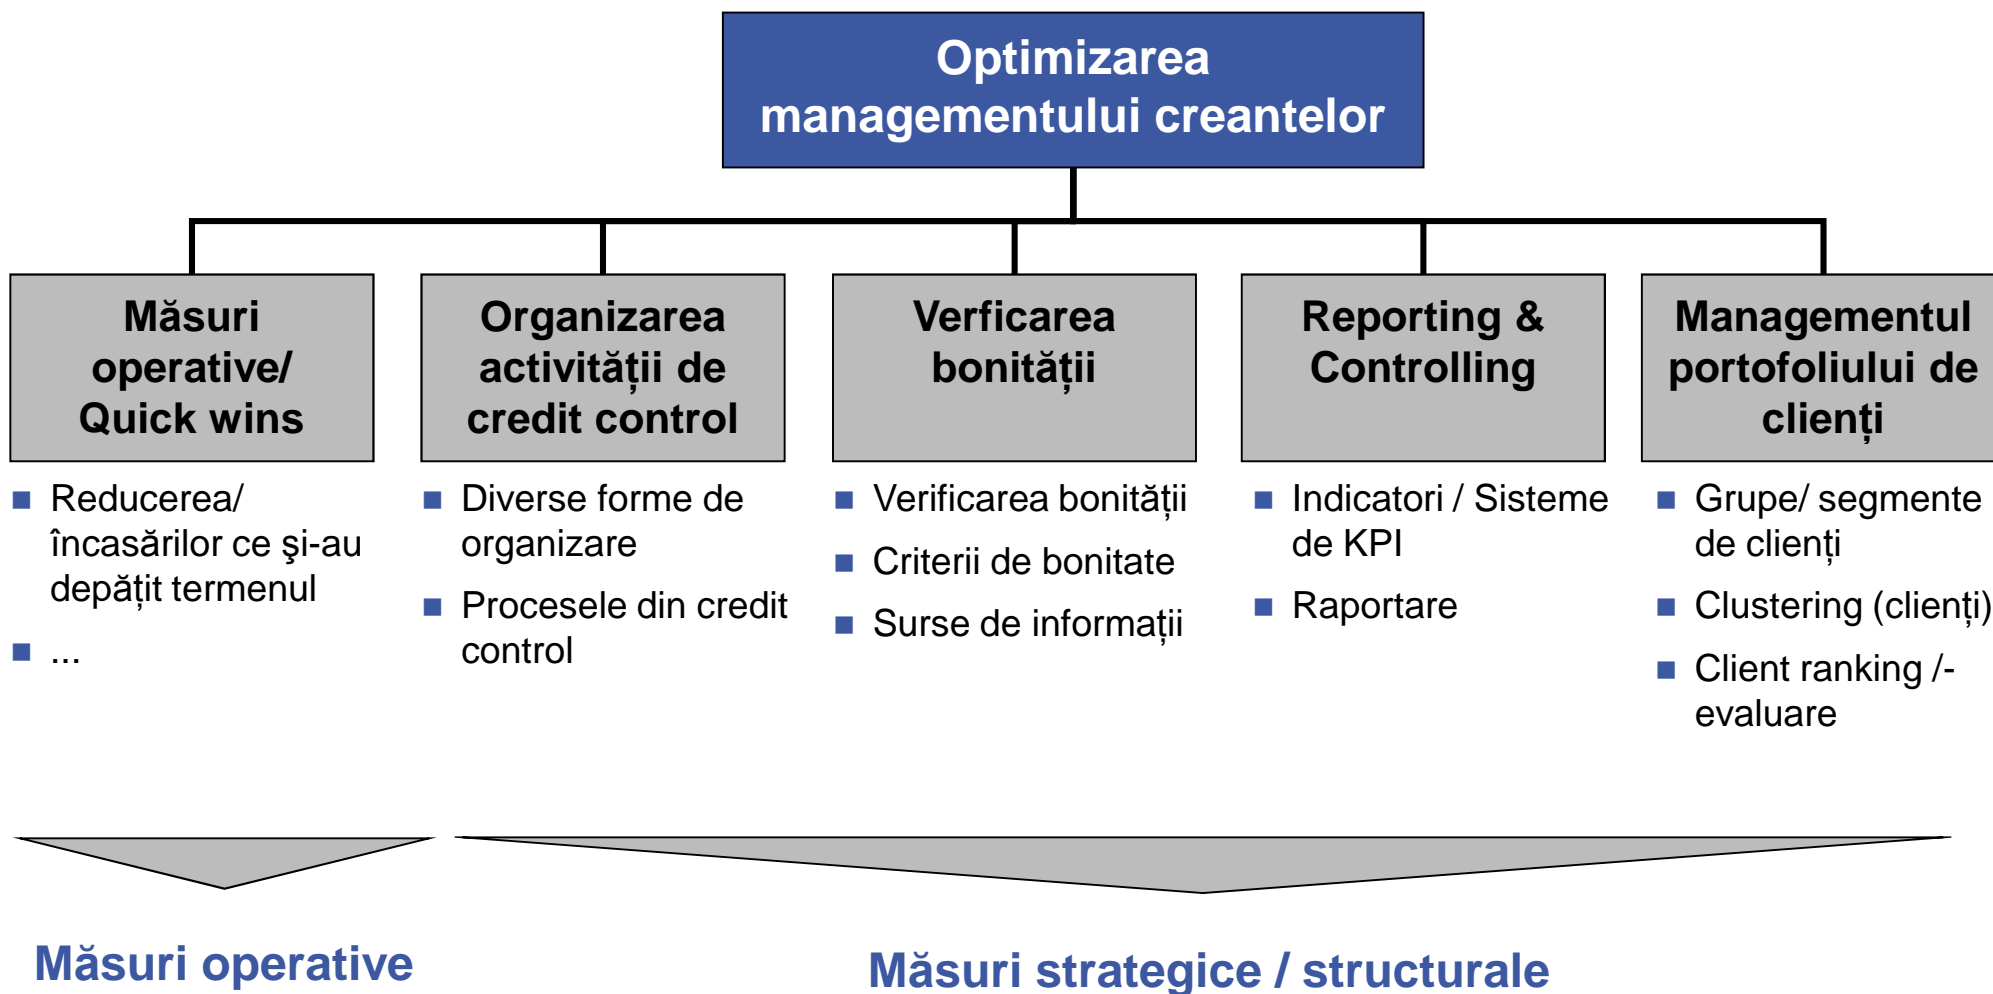 Optimizarea
managementului creantelor
Măsuri
operative/
Quick wins
Organizarea
activității de
credit control
Verficarea
bonității
Reporting &
Controlling
Managementul
portofoliului de
clienți
Reducerea/
încasărilor ce şi-au
depățit termenul
...
Diverse forme de
organizare
Procesele din credit
control
Verificarea bonității
Criterii de bonitate
Surse de informații
Indicatori / Sisteme
de KPI
Raportare
Grupe/ segmente
de clienți
Clustering (clienți)
Client ranking /-
evaluare
Măsuri operative
Măsuri strategice / structurale